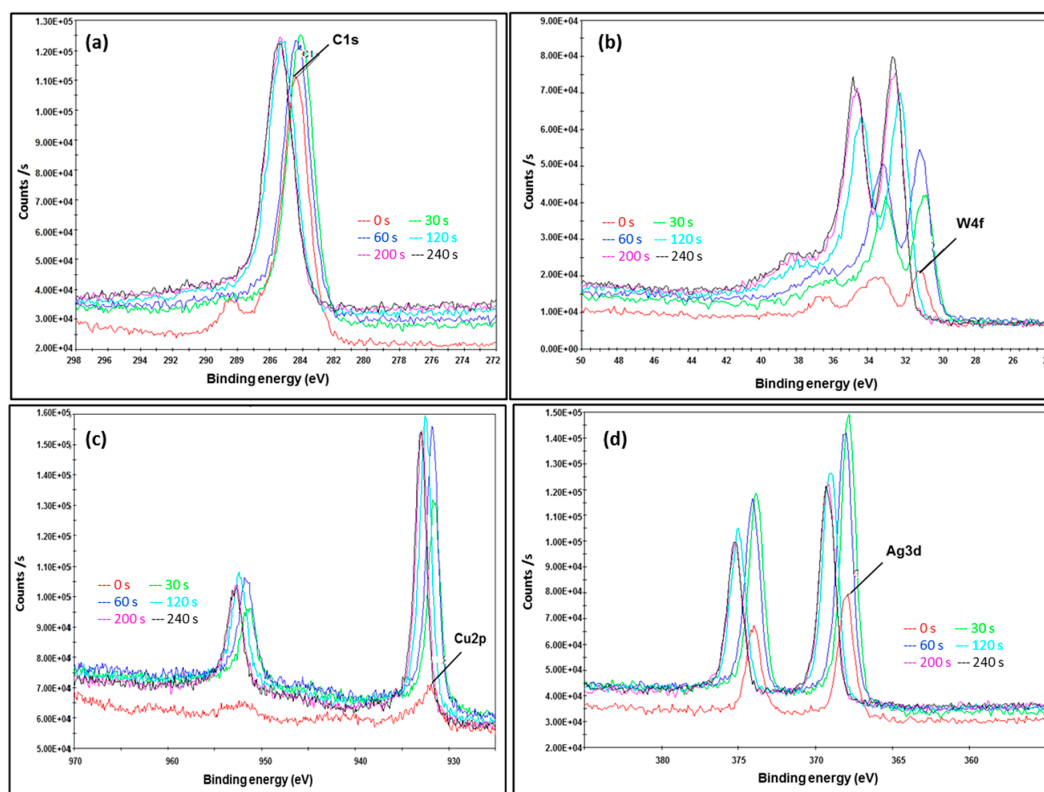 (a)
C1s
C1s
1.30E+05
1.20E+05
1.10E+05
1.00E+05
9.00E+04
8.00E+04
7.00E+04
6.00E+04
5.00E+04
4.00E+04
3.00E+04
2.00E+04
Counts /s
0 s 30 s
60 s 120 s
200 s 240 s
298 296 294 292 290 289 286 284 282 280 278 276 274 272
Binding energy (eV)
(b)
W4f
9.00E+04
8.00E+04
7.00E+04
6.00E+04
5.00E+04
4.00E+04
3.00E+04
2.00E+04
1.00E+04
0.00E+00
Counts /s
0 s 30 s
60 s 120 s
200 s 240 s
50 48 46 44 42 40 38 36 34 32 31 28 26
Binding energy (eV)
(c)
Cu2p
1.60E+05
1.50E+05
1.40E+05
1.30E+05
1.20E+05
1.10E+05
1.00E+05
9.00E+04
8.00E+04
7.00E+04
6.00E+04
5.00E+04
Counts /s
0 s 30 s
60 s 120 s
200 s 240 s
970 960 950 940 930
Binding energy (eV)
(d)
Ag3d
1.50E+05
1.40E+05
1.30E+05
1.20E+05
1.10E+05
1.00E+05
9.00E+04
8.00E+04
7.00E+04
6.00E+04
5.00E+04
4.00E+04
3.00E+04
2.00E+04
Counts /s
0 s 30 s
60 s 120 s
200 s 240 s
380 375 370 365 360
Binding energy (eV)